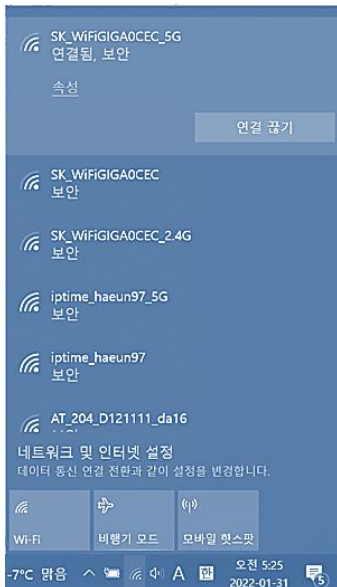 SK_WiFiGIGA0CEC_5G
연결됨, 보안
속성
연결 끊기
SK_WiFiGIGA0CEC
보안
SK_WiFiGIGA0CEC_2.4G
보안
iptime_haeun97_5G
보안
iptime_haeun97
보안
AT_204_D121111_da16
네트워크 및 인터넷 설정
데이터 통신 연결 전환과 같이 설정을 변경합니다.
Wi-Fi
비행기 모드
모바일 핫스팟
-7°C 맑음
A
한
오전 5:25
2022-01-31
5